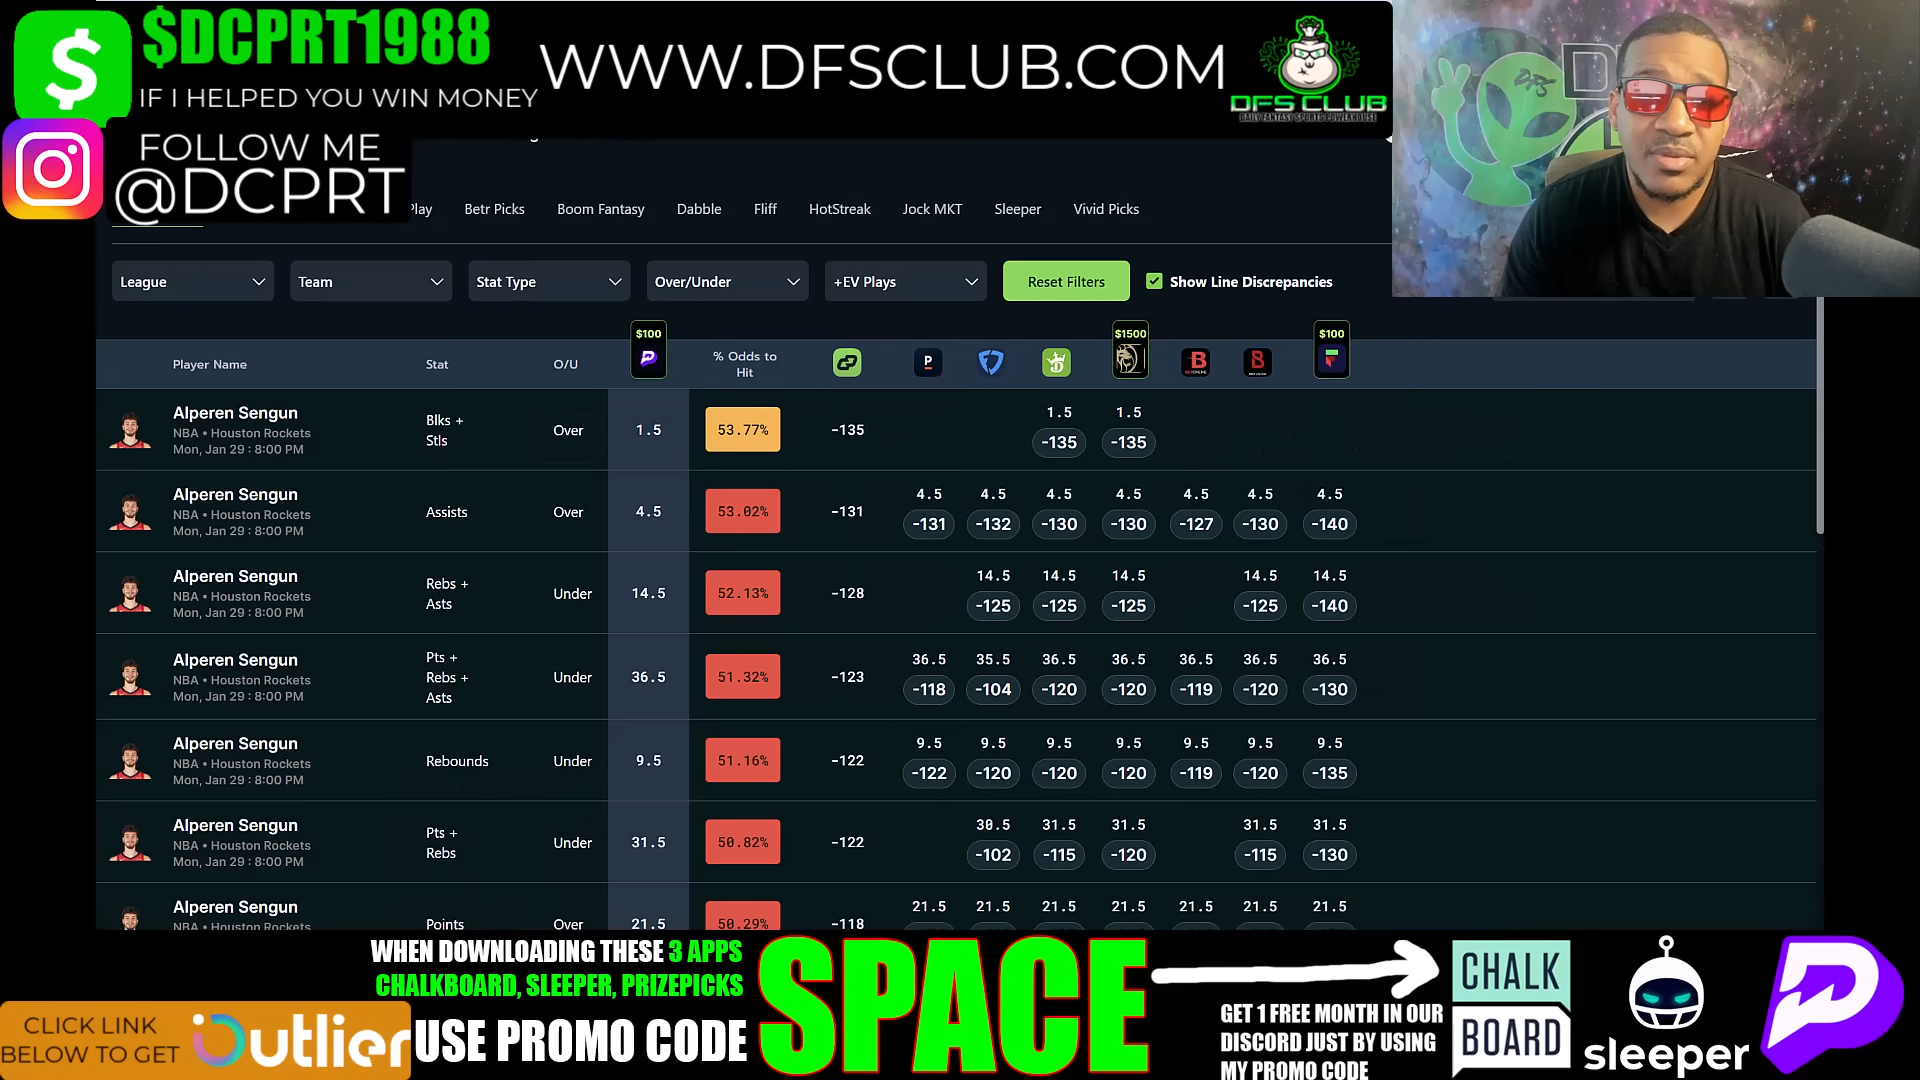 $DCPRT1988
IF I HELPED YOU WIN MONEY
WWW.DFSCLUB.COM
DFS CLUB
DAILY FANTASY SPORTS POWERHOUSE
FOLLOW ME
@DCPRT
Play Betr Picks Boom Fantasy Dabble Fliff HotStreak Jock MKT Sleeper Vivid Picks
League Team Stat Type Over/Under +EV Plays Reset Filters Show Line Discrepancies
$100 $1500 $100
Player Name Stat O/U % Odds to Hit
Alperen Sengun
NBA • Houston Rockets
Mon, Jan 29 : 8:00 PM
Blks +
Stls
Over 1.5 53.77% -135
1.5 1.5
-135 -135
Alperen Sengun
NBA • Houston Rockets
Mon, Jan 29 : 8:00 PM
Assists Over 4.5 53.02% -131
4.5 4.5 4.5 4.5 4.5 4.5 4.5
-131 -132 -130 -130 -127 -130 -140
Alperen Sengun
NBA • Houston Rockets
Mon, Jan 29 : 8:00 PM
Rebs +
Asts
Under 14.5 52.13% -128
14.5 14.5 14.5 14.5 14.5
-125 -125 -125 -125 -140
Alperen Sengun
NBA • Houston Rockets
Mon, Jan 29 : 8:00 PM
Pts +
Rebs +
Asts
Under 36.5 51.32% -123
36.5 35.5 36.5 36.5 36.5 36.5 36.5
-118 -104 -120 -120 -119 -120 -130
Alperen Sengun
NBA • Houston Rockets
Mon, Jan 29 : 8:00 PM
Rebounds Under 9.5 51.16% -122
9.5 9.5 9.5 9.5 9.5 9.5 9.5
-122 -120 -120 -120 -119 -120 -135
Alperen Sengun
NBA • Houston Rockets
Mon, Jan 29 : 8:00 PM
Pts +
Rebs
Under 31.5 50.82% -122
30.5 31.5 31.5 31.5 31.5
-102 -115 -120 -115 -130
Alperen Sengun
NBA • Houston Rockets
Points Over 21.5 50.29% -118
21.5 21.5 21.5 21.5 21.5 21.5 21.5
WHEN DOWNLOADING THESE 3 APPS
CHALKBOARD, SLEEPER, PRIZEPICKS
USE PROMO CODE
SPACE
CLICK LINK
BELOW TO GET
Outlier
GET 1 FREE MONTH IN OUR
DISCORD JUST BY USING
MY PROMO CODE
CHALK
BOARD
sleeper